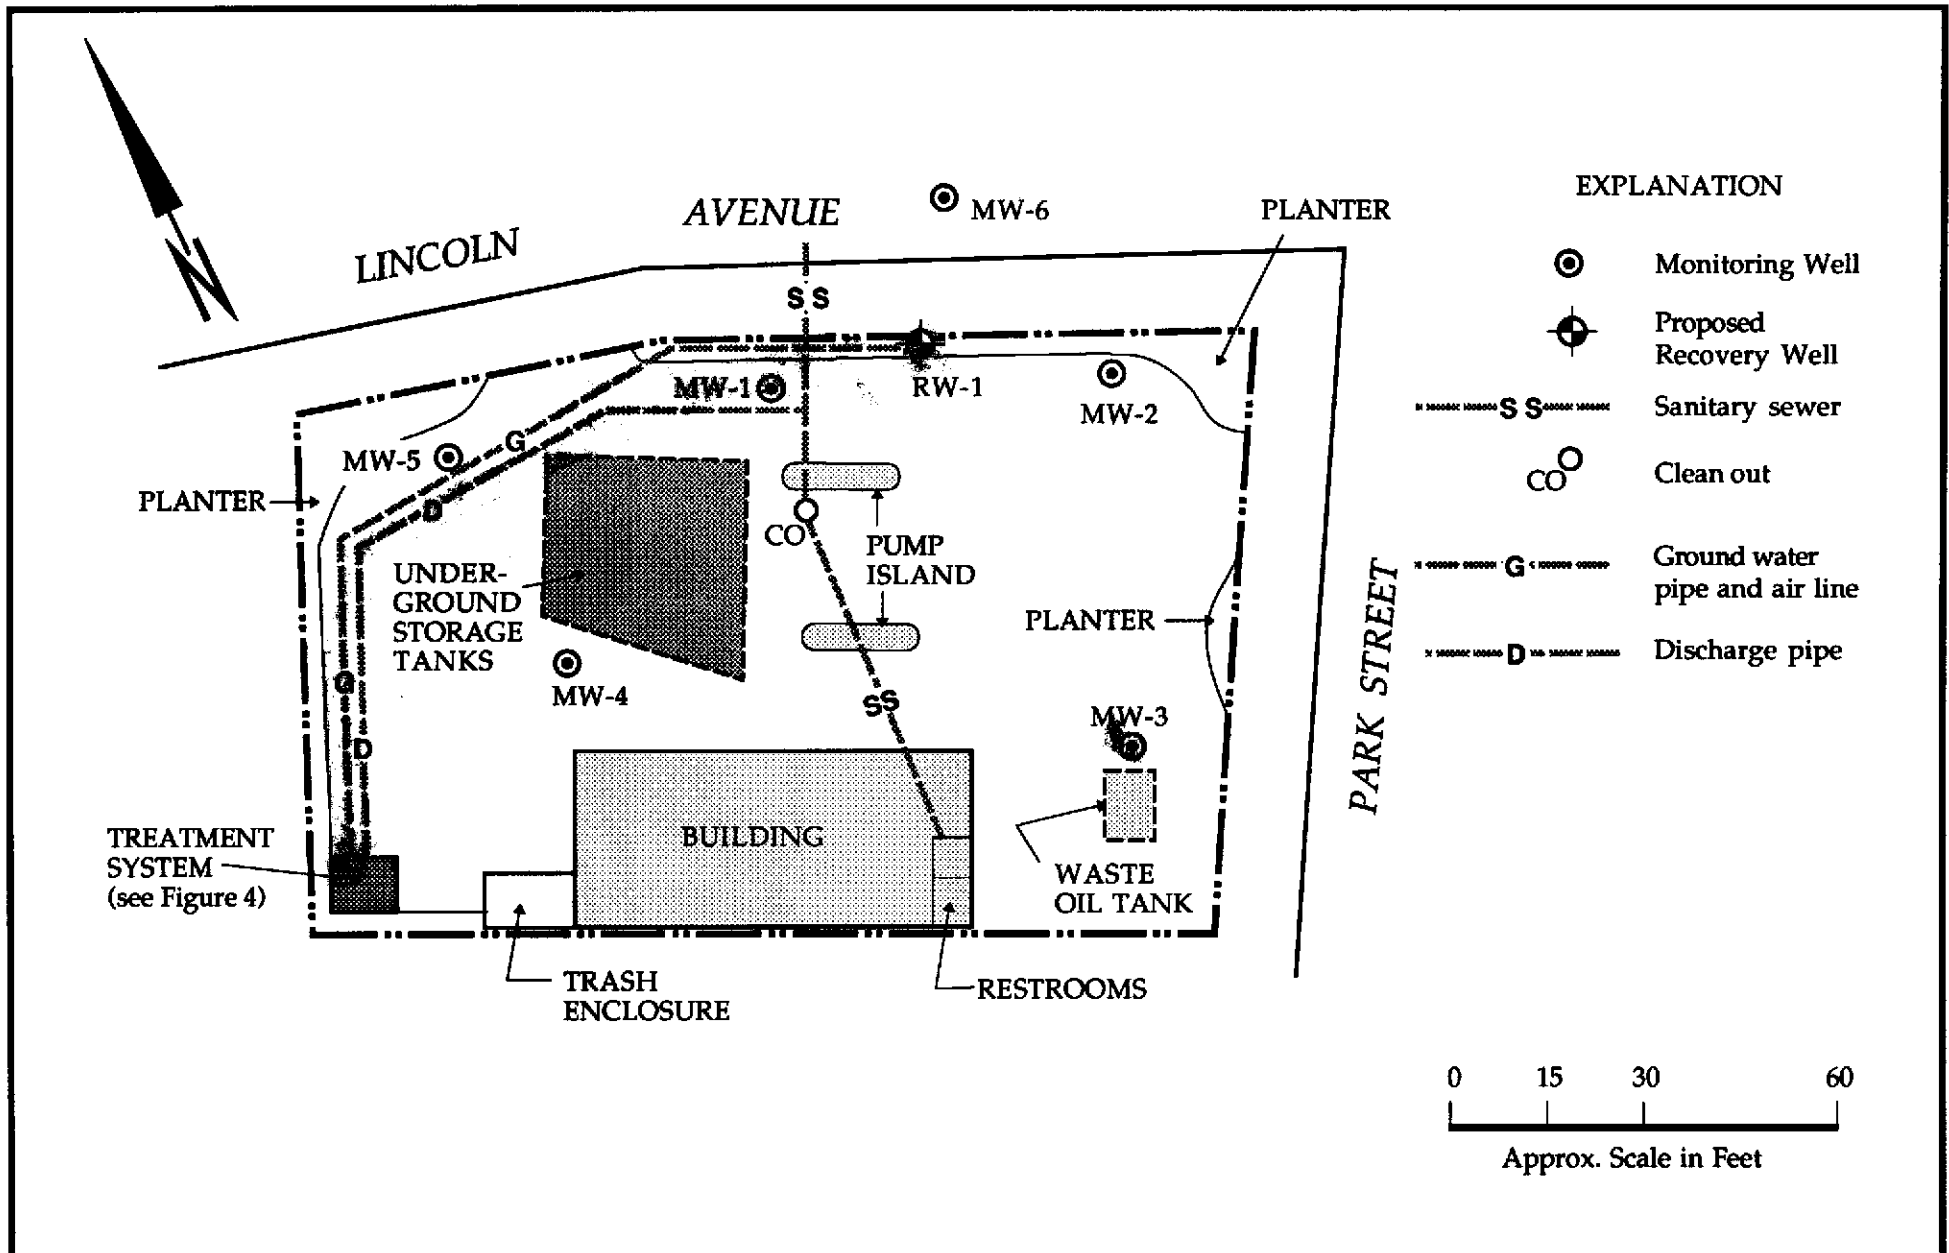 N
LINCOLN
AVENUE
MW-6
PLANTER
S S
MW-1
RW-1
MW-2
MW-5
G
D
PLANTER
CO
PUMP
ISLAND
UNDER-
GROUND
STORAGE
TANKS
MW-4
PLANTER
PARK STREET
G
D
SS
MW-3
BUILDING
TREATMENT
SYSTEM
(see Figure 4)
WASTE
OIL TANK
TRASH
ENCLOSURE
RESTROOMS
EXPLANATION
Monitoring Well
Proposed
Recovery Well
S S
Sanitary sewer
CO
Clean out
G
Ground water
pipe and air line
D
Discharge pipe
0 15 30 60
Approx. Scale in Feet